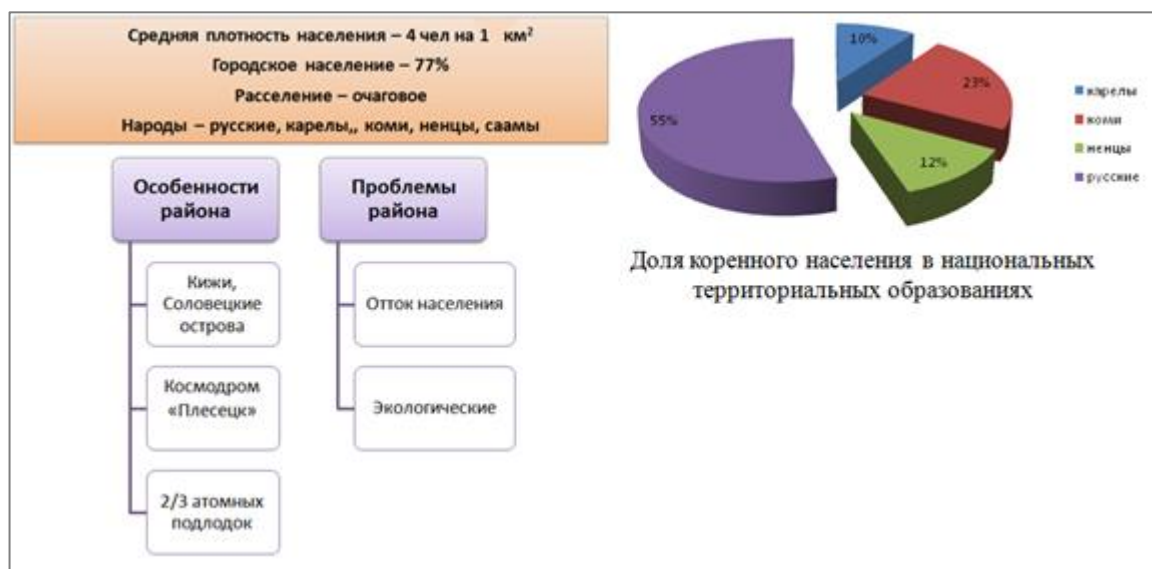 Средняя плотность населения – 4 чел на 1 км²
Городское население – 77%
Расселение – очаговое
Народы – русские, карелы,, коми, ненцы, саамы
Особенности
района
Кижи,
Соловецкие
острова
Космодром
«Плесецк»
2/3 атомных
подлодок
Проблемы
района
Отток населения
Экологические
10%
23%
12%
55%
карелы
коми
ненцы
русские
Доля коренного населения в национальных
территориальных образованиях